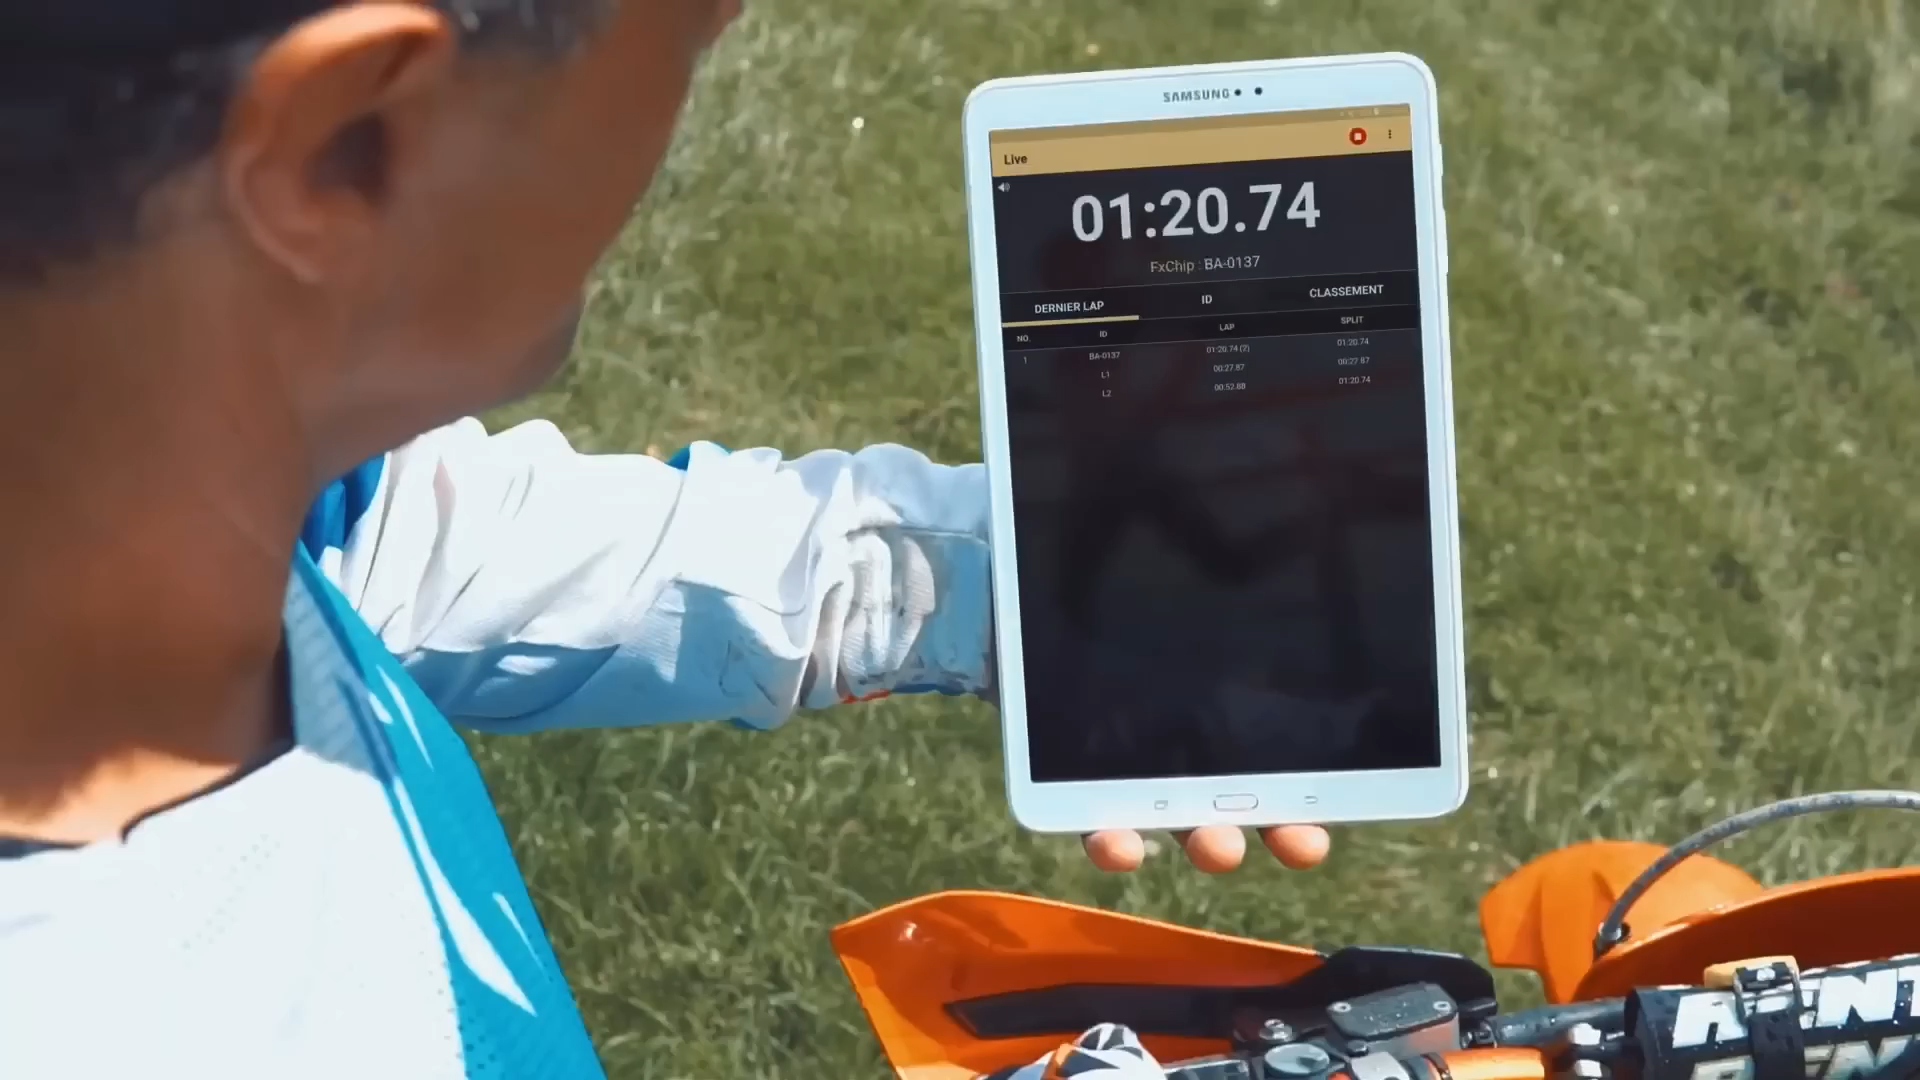 SAMSUNG
Live
01:20.74
FxChip : BA-0137
DERNIER LAP ID CLASSEMENT
NO. ID LAP SPLIT
1 BA-0137 01:20.74 (2) 01:20.74
L1 00:27.87 00:27.87
L2 00:52.88 01:20.74